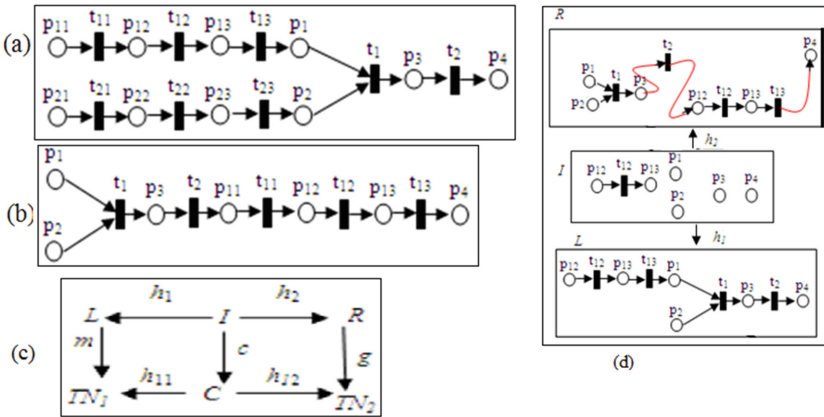 (a)
p11 t11 p12 t12 p13 t13 p1
t1 p3 t2 p4
p21 t21 p22 t22 p23 t23 p2
(b)
p1
t1 p3 t2 p11 t11 p12 t12 p13 t13 p4
p2
(c)
L h1 I h2 R
m c g
TN1 h11 C h12 TN2
R
t2 p4
p1 t1 p3
p2 p12 t12 p13 t13
h2
I p12 t12 p13 p1 p3 p4
p2
h1
L
p12 t12 p13 t13 p1
t1 p3 t2 p4
p2
(d)